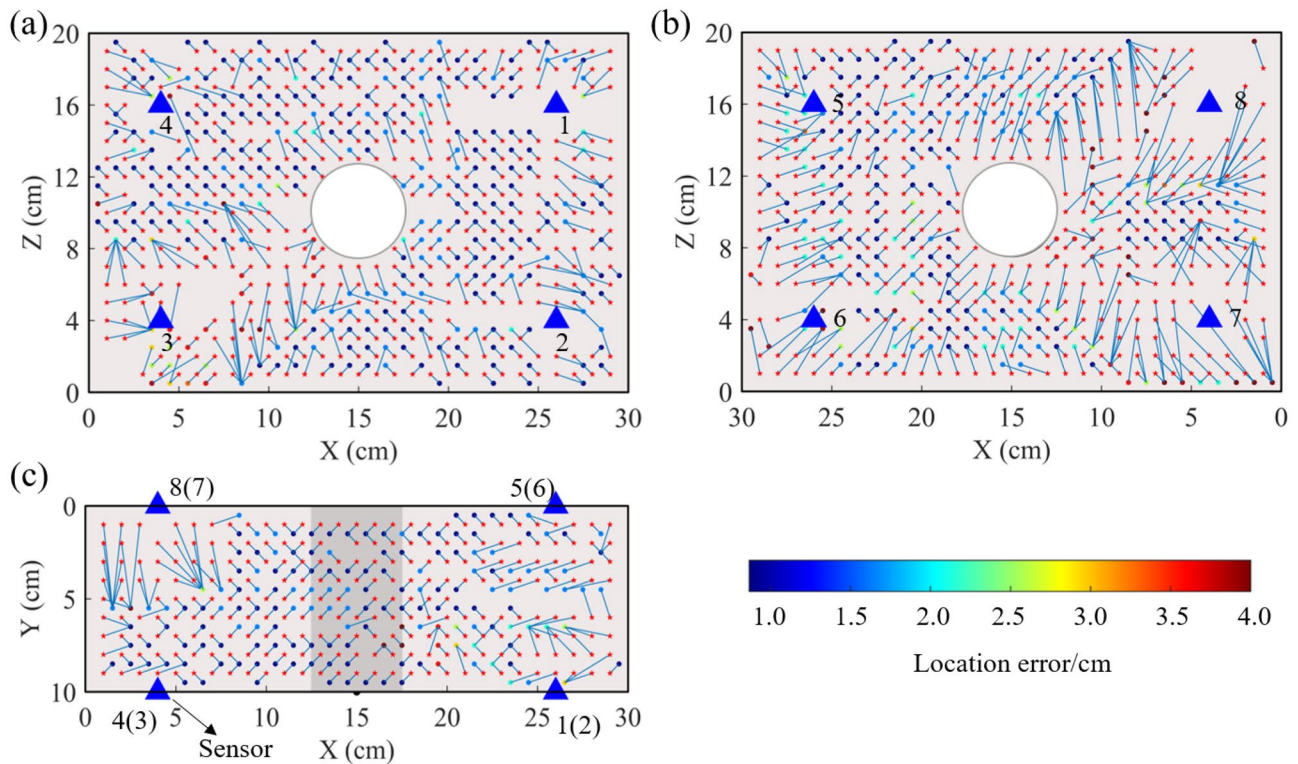 (a)
20
16
12
8
4
0
Z (cm)
4
1
3
2
0 5 10 15 20 25 30
X (cm)
(b)
20
16
12
8
4
0
Z (cm)
5
8
6
7
30 25 20 15 10 5 0
X (cm)
(c)
8(7) 5(6)
0
5
10
Y (cm)
4(3) 1(2)
0 5 10 15 20 25 30
Sensor
X (cm)
1.0 1.5 2.0 2.5 3.0 3.5 4.0
Location error/cm